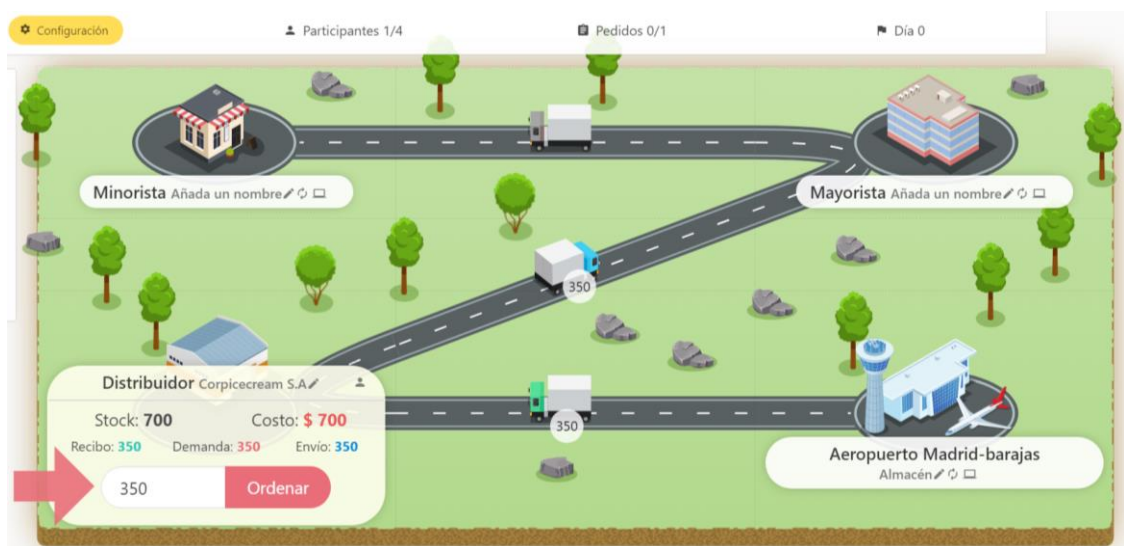 Configuración
Participantes 1/4
Pedidos 0/1
Día 0
Minorista Añada un nombre
Mayorista Añada un nombre
350
Distribuidor Corpicecream S.A
Stock: 700 Costo: $ 700
Recibo: 350 Demanda: 350 Envío: 350
350 Ordenar
350
Aeropuerto Madrid-barajas
Almacén